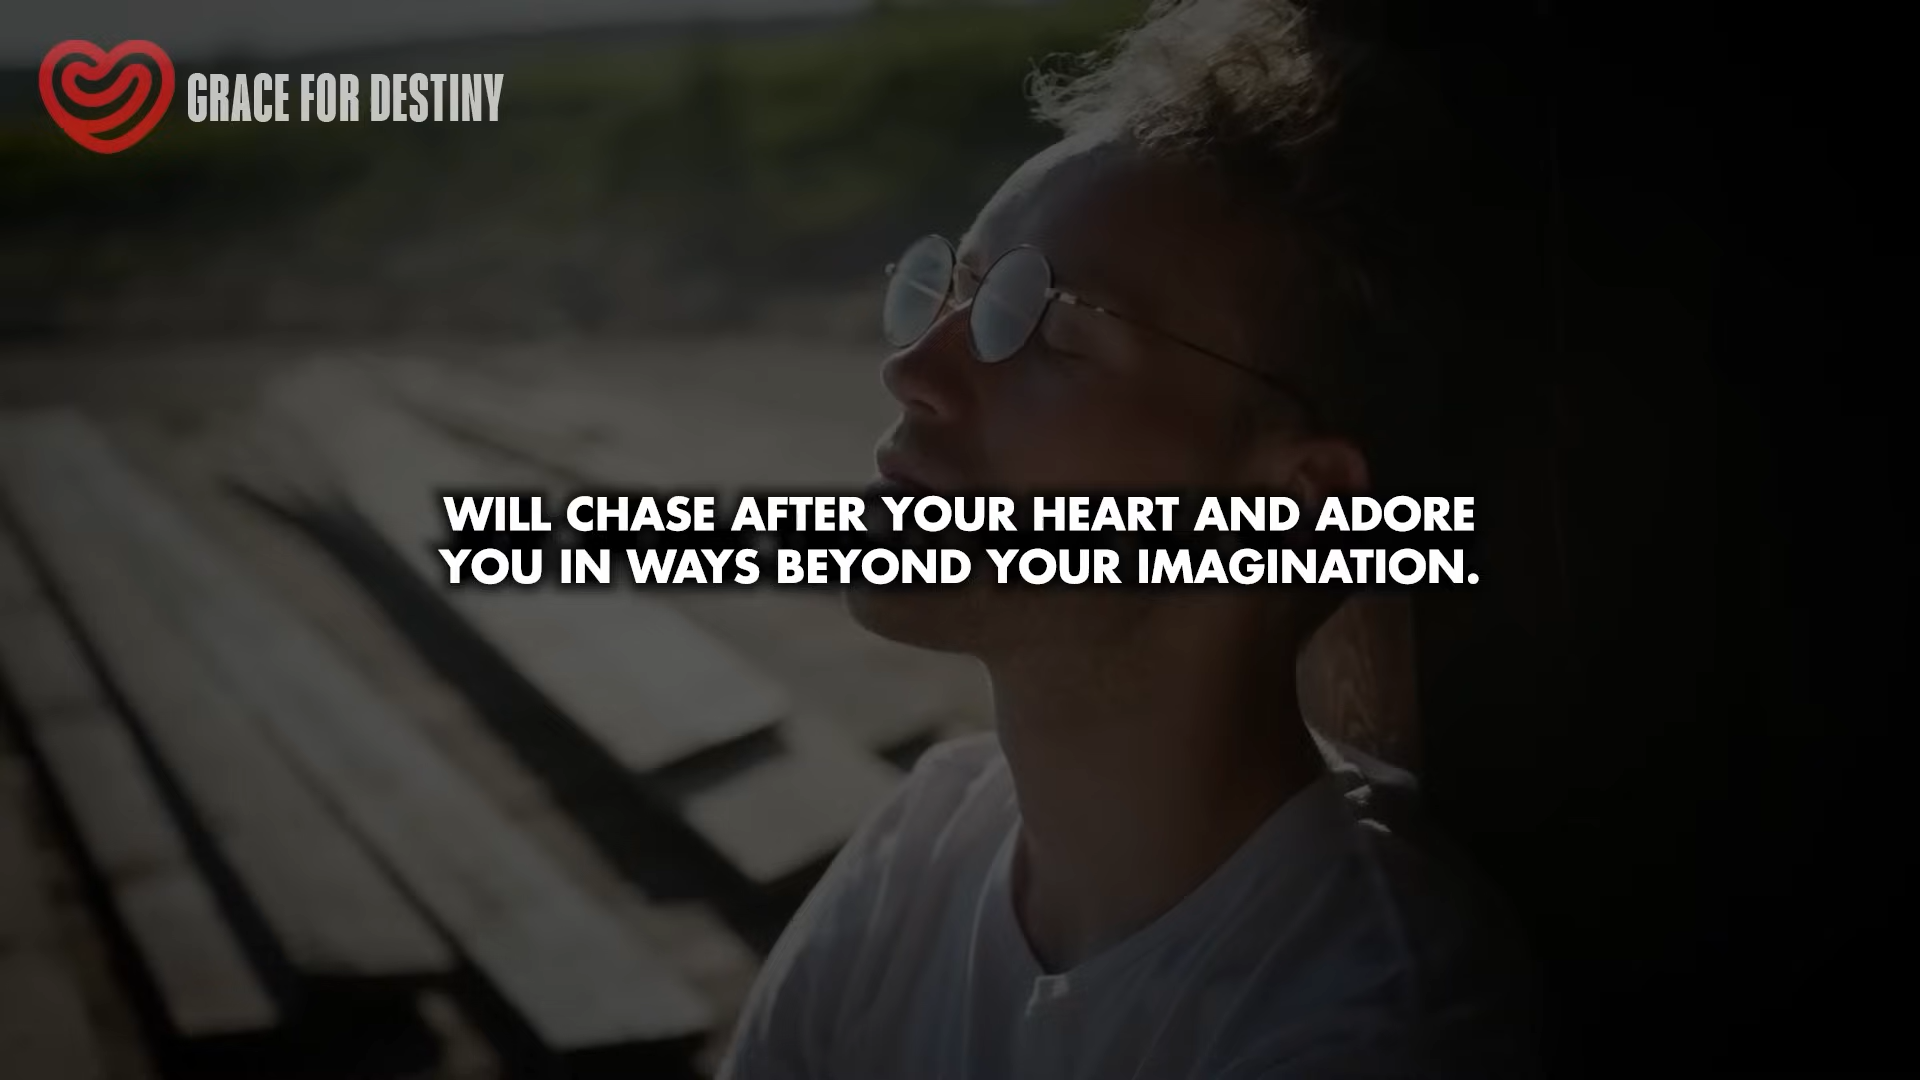 GRACE FOR DESTINY
WILL CHASE AFTER YOUR HEART AND ADORE
YOU IN WAYS BEYOND YOUR IMAGINATION.